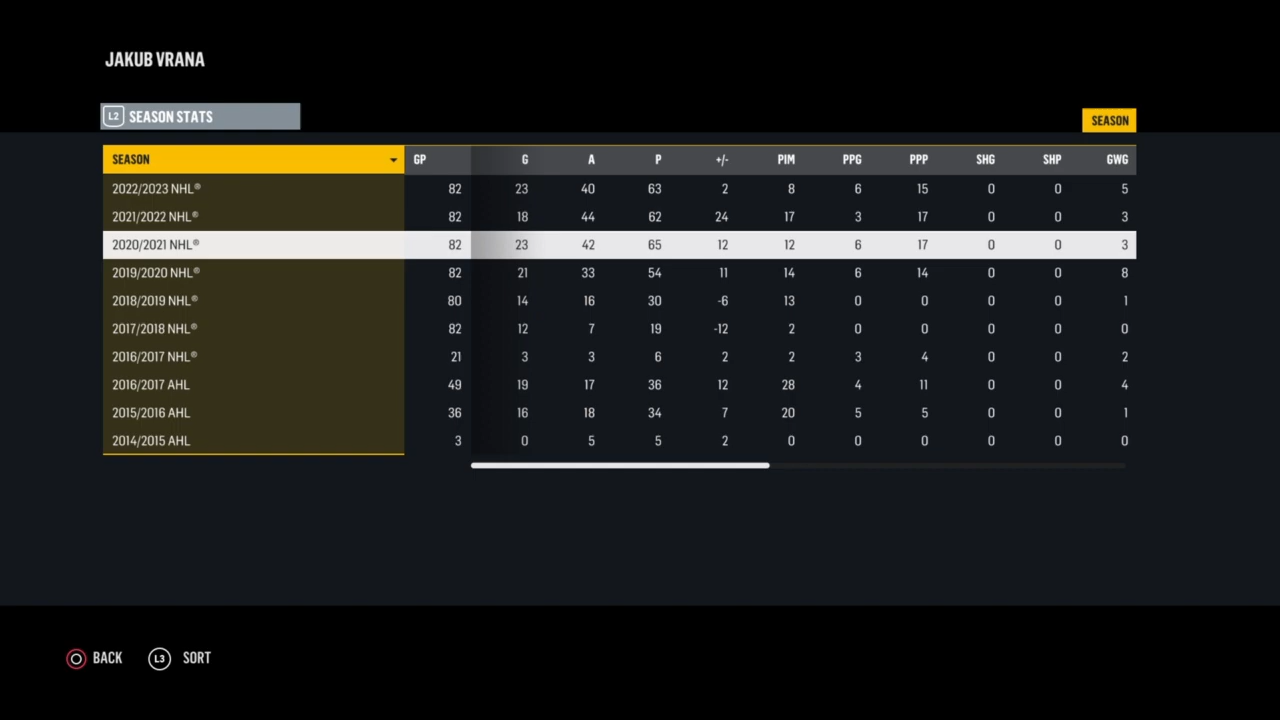 JAKUB VRANA
L2 SEASON STATS
SEASON
SEASON GP G A P +/- PIM PPG PPP SHG SHP GWG
2022/2023 NHL® 82 23 40 63 2 8 6 15 0 0 5
2021/2022 NHL® 82 18 44 62 24 17 3 17 0 0 3
2020/2021 NHL® 82 23 42 65 12 12 6 17 0 0 3
2019/2020 NHL® 82 21 33 54 11 14 6 14 0 0 8
2018/2019 NHL® 80 14 16 30 -6 13 0 0 0 0 1
2017/2018 NHL® 82 12 7 19 -12 2 0 0 0 0 0
2016/2017 NHL® 21 3 3 6 2 2 3 4 0 0 2
2016/2017 AHL 49 19 17 36 12 28 4 11 0 0 4
2015/2016 AHL 36 16 18 34 7 20 5 5 0 0 1
2014/2015 AHL 3 0 5 5 2 0 0 0 0 0 0
BACK L3 SORT